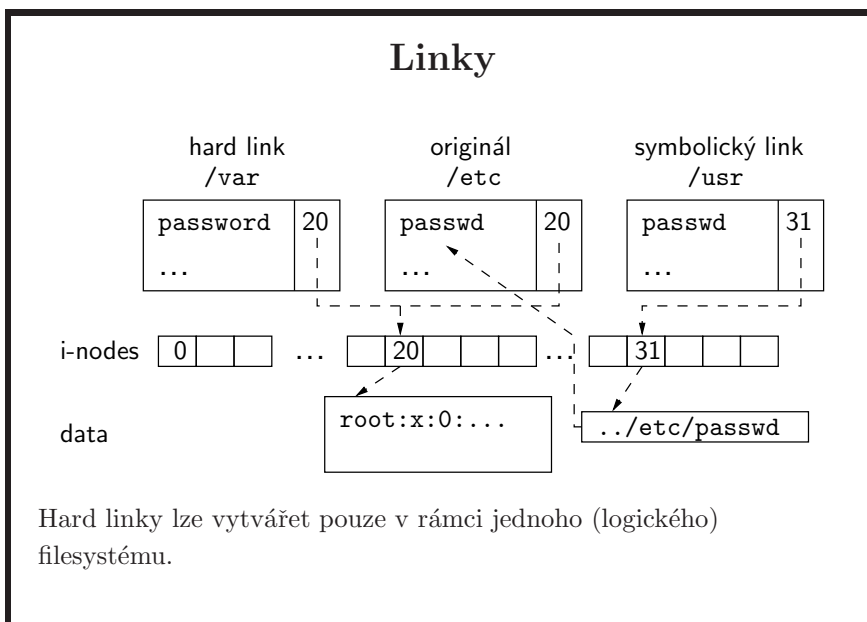 Linky
hard link originál symbolický link
/var /etc /usr
password 20 passwd 20 passwd 31
... ... ...
i-nodes 0 ... 20 ... 31
root:x:0:...
data ../etc/passwd
Hard linky lze vytvářet pouze v rámci jednoho (logického)
filesystému.